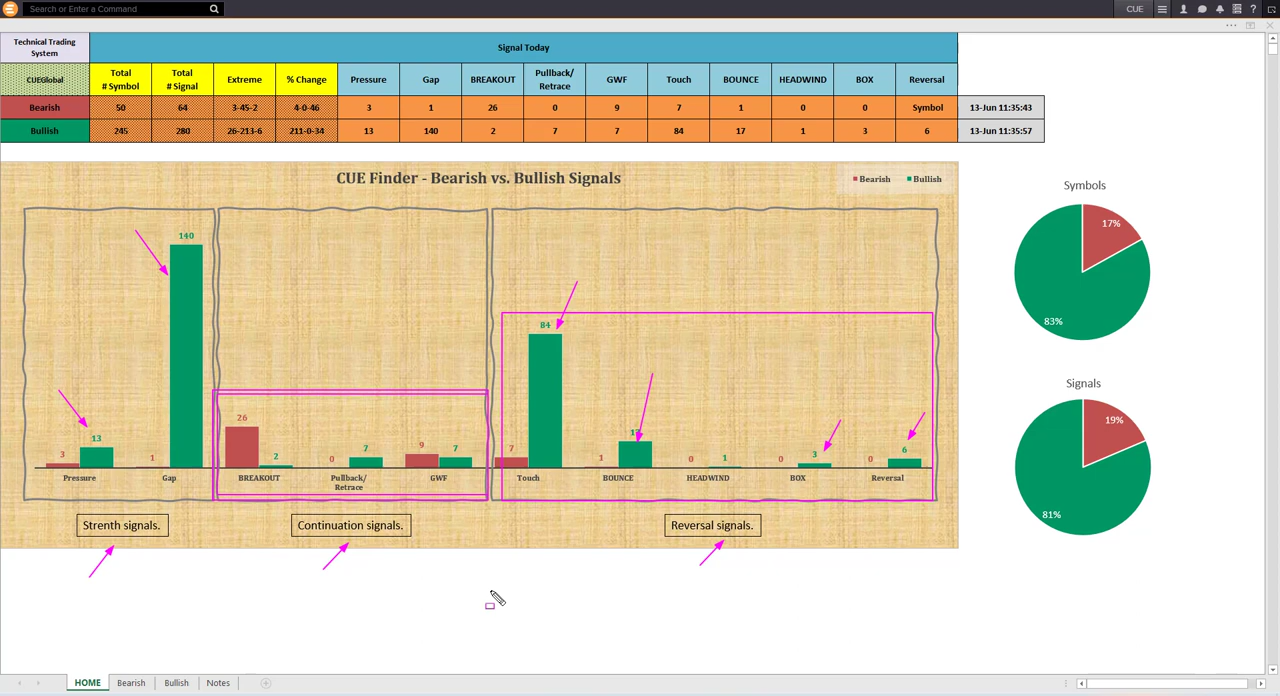 Search or Enter a Command
CUE
Technical Trading System
Signal Today
CUEGlobal
Total # Symbol
Total # Signal
Extreme
% Change
Pressure
Gap
BREAKOUT
Pullback/ Retrace
GWF
Touch
BOUNCE
HEADWIND
BOX
Reversal
Bearish 50 64 3-45-2 4-0-46 3 1 26 0 9 7 1 0 0 Symbol 13-Jun 11:35:43
Bullish 245 280 26-213-6 211-0-34 13 140 2 7 7 84 17 1 3 6 13-Jun 11:35:57
CUE Finder - Bearish vs. Bullish Signals
Bearish Bullish
3 13 1 140 26 2 0 7 9 7 7 84 1 17 0 1 0 3 0 6
Pressure Gap BREAKOUT Pullback/ GWF Touch BOUNCE HEADWIND BOX Reversal
Retrace
Strenth signals. Continuation signals. Reversal signals.
Symbols
17%
83%
Signals
19%
81%
HOME Bearish Bullish Notes